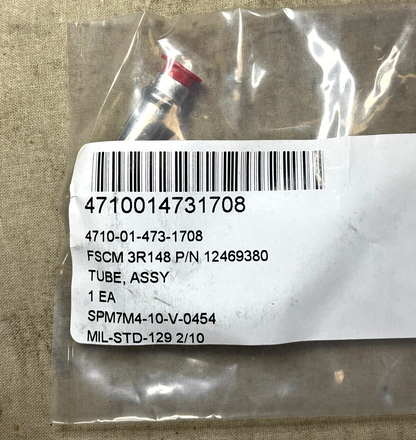 4710014731708
4710-01-473-1708
FSCM 3R148 P/N 12469380
TUBE, ASSY
1 EA
SPM7M4-10-V-0454
MIL-STD-129 2/10